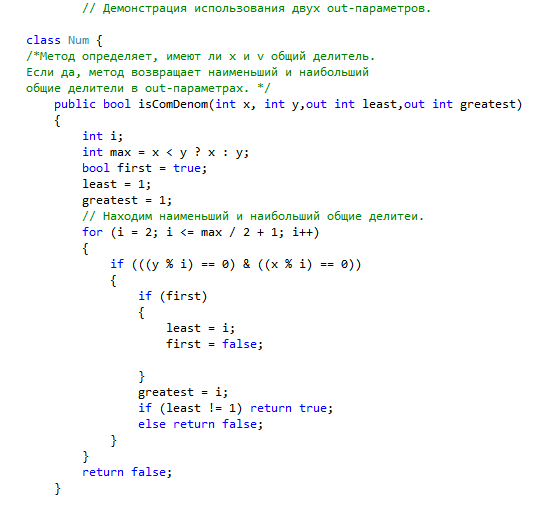 // Демонстрация использования двух out-параметров.
class Num {
/*Метод определяет, имеют ли x и v общий делитель.
Если да, метод возвращает наименьший и наибольший
общие делители в out-параметрах. */
public bool isComDenom(int x, int y,out int least,out int greatest)
{
int i;
int max = x < y ? x : y;
bool first = true;
least = 1;
greatest = 1;
// Находим наименьший и наибольший общие делитеи.
for (i = 2; i <= max / 2 + 1; i++)
{
if (((y % i) == 0) & ((x % i) == 0))
{
if (first)
{
least = i;
first = false;
}
greatest = i;
if (least != 1) return true;
else return false;
}
}
return false;
}